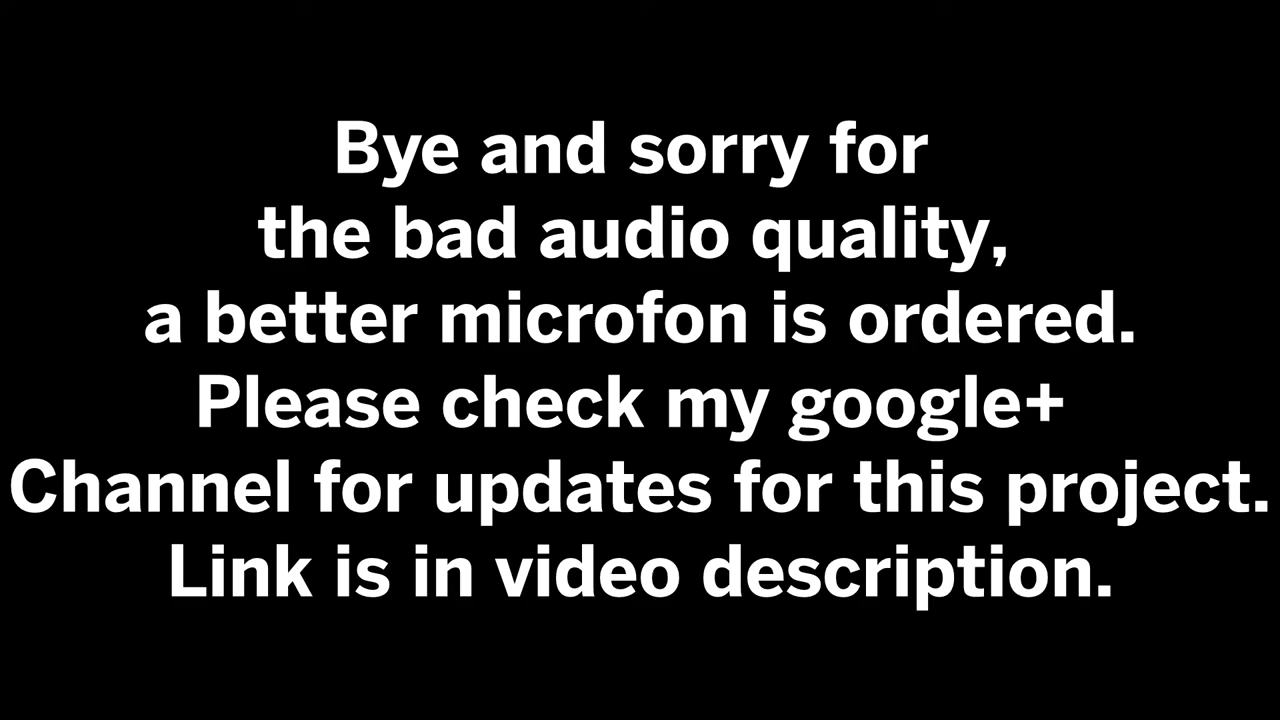 Bye and sorry for
the bad audio quality,
a better microfon is ordered.
Please check my google+
Channel for updates for this project.
Link is in video description.